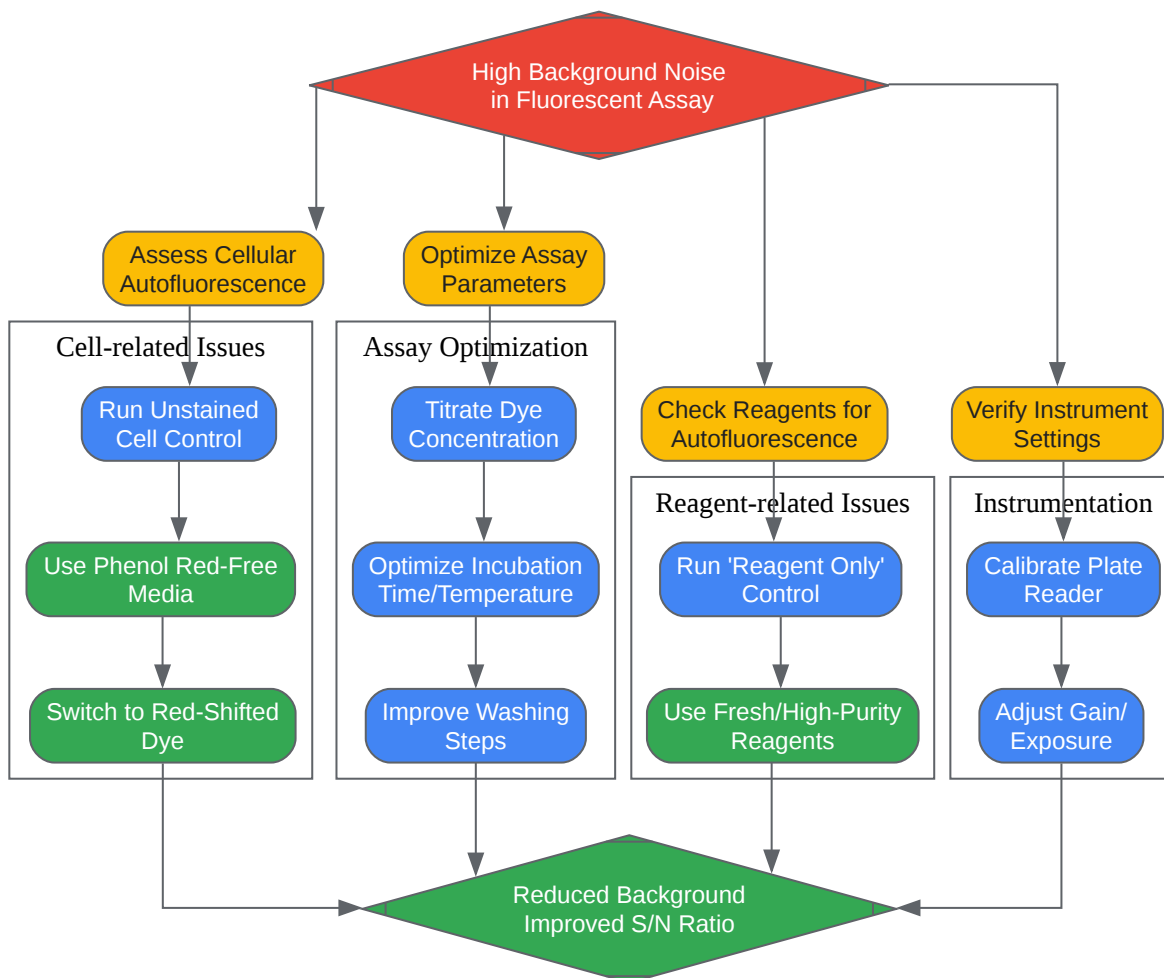 High Background Noise
in Fluorescent Assay
Assess Cellular
Autofluorescence
Optimize Assay
Parameters
Cell-related Issues
Assay Optimization
Run Unstained
Cell Control
Titrate Dye
Concentration
Check Reagents for
Autofluorescence
Verify Instrument
Settings
Reagent-related Issues
Instrumentation
Use Phenol Red-Free
Media
Optimize Incubation
Time/Temperature
Run 'Reagent Only'
Control
Calibrate Plate
Reader
Switch to Red-Shifted
Dye
Improve Washing
Steps
Use Fresh/High-Purity
Reagents
Adjust Gain/
Exposure
Reduced Background
Improved S/N Ratio